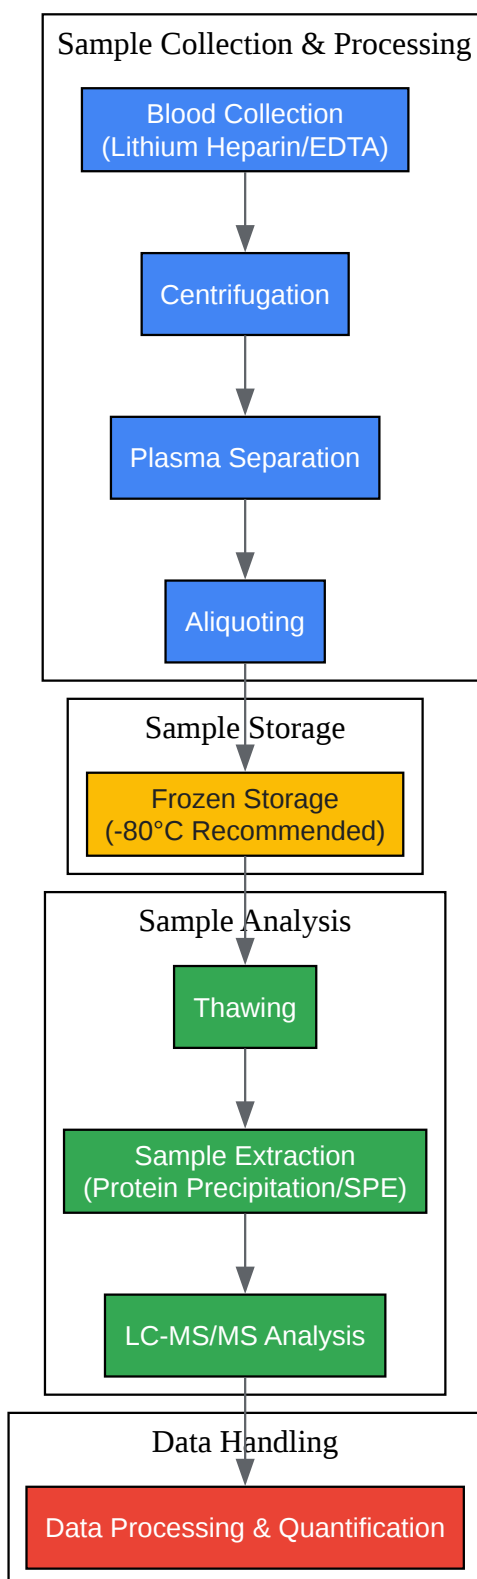 Sample Collection & Processing
Blood Collection
(Lithium Heparin/EDTA)
Centrifugation
Plasma Separation
Aliquoting
Sample Storage
Frozen Storage
(-80°C Recommended)
Sample Analysis
Thawing
Sample Extraction
(Protein Precipitation/SPE)
LC-MS/MS Analysis
Data Handling
Data Processing & Quantification